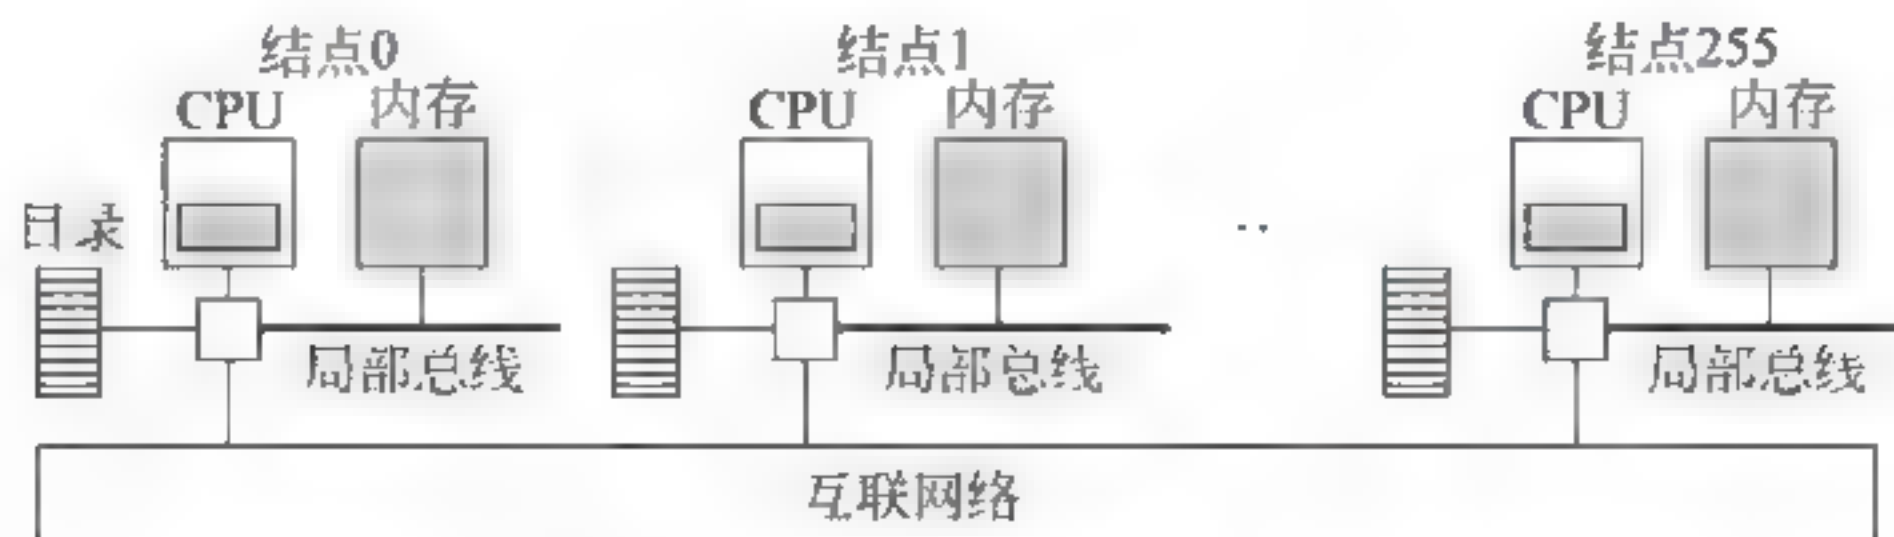 结点0 结点1 结点255
CPU 内存 CPU 内存 CPU 内存
目录
局部总线 局部总线 局部总线
互联网络